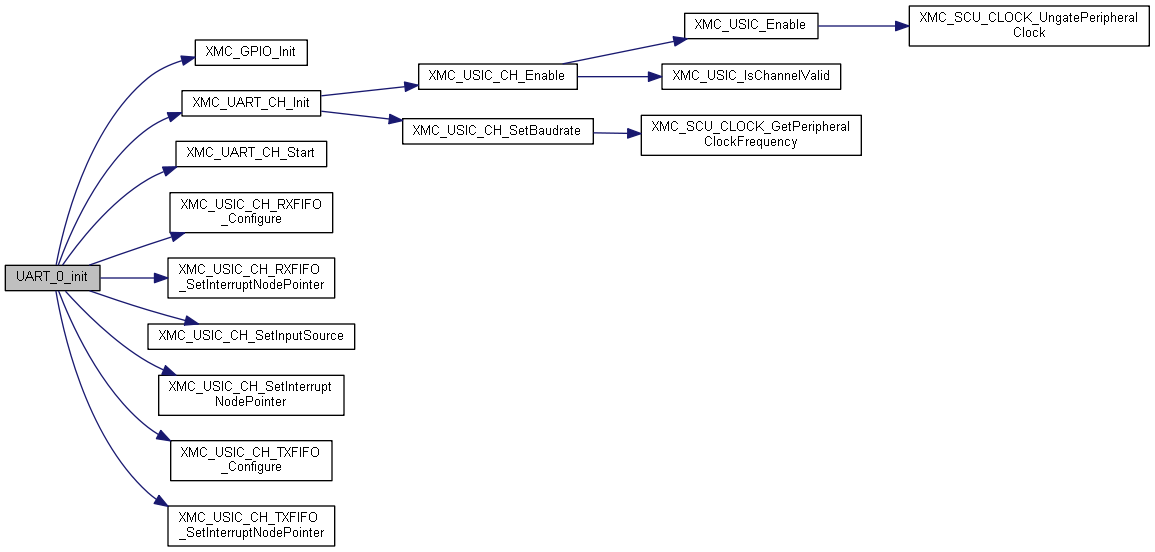 UART_0_init
XMC_GPIO_Init
XMC_UART_CH_Init
XMC_UART_CH_Start
XMC_USIC_CH_RXFIFO
_Configure
XMC_USIC_CH_RXFIFO
_SetInterruptNodePointer
XMC_USIC_CH_SetInputSource
XMC_USIC_CH_SetInterrupt
NodePointer
XMC_USIC_CH_TXFIFO
_Configure
XMC_USIC_CH_TXFIFO
_SetInterruptNodePointer
XMC_USIC_CH_Enable
XMC_USIC_CH_SetBaudrate
XMC_USIC_Enable
XMC_USIC_IsChannelValid
XMC_SCU_CLOCK_GetPeripheral
ClockFrequency
XMC_SCU_CLOCK_UngatePeripheral
Clock